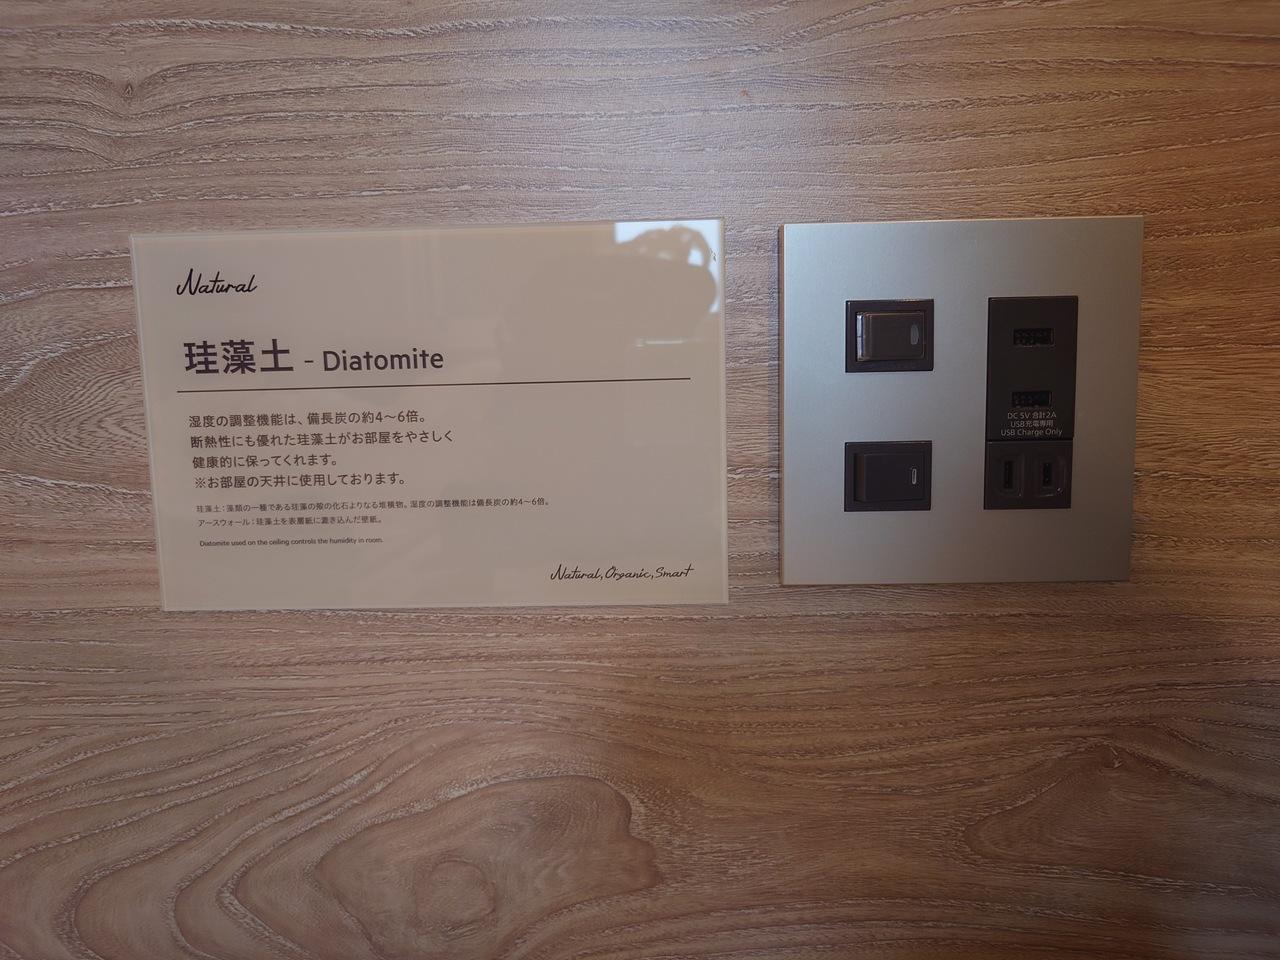 Natural
珪藻土 - Diatomite
湿度の調整機能は、備長炭の約4〜6倍。
断熱性にも優れた珪藻土がお部屋をやさしく
健康的に保ってくれます。
※お部屋の天井に使用しております。
珪藻土：藻類の一種である珪藻の殻の化石よりなる堆積物。湿度の調整機能は備長炭の約4〜6倍。
アースウォール：珪藻土を表層紙に漉き込んだ壁紙。
Diatomite used on the ceiling controls the humidity in room.
Natural, Organic, Smart
DC 5V 合計2A
USB充電専用
USB Charge Only